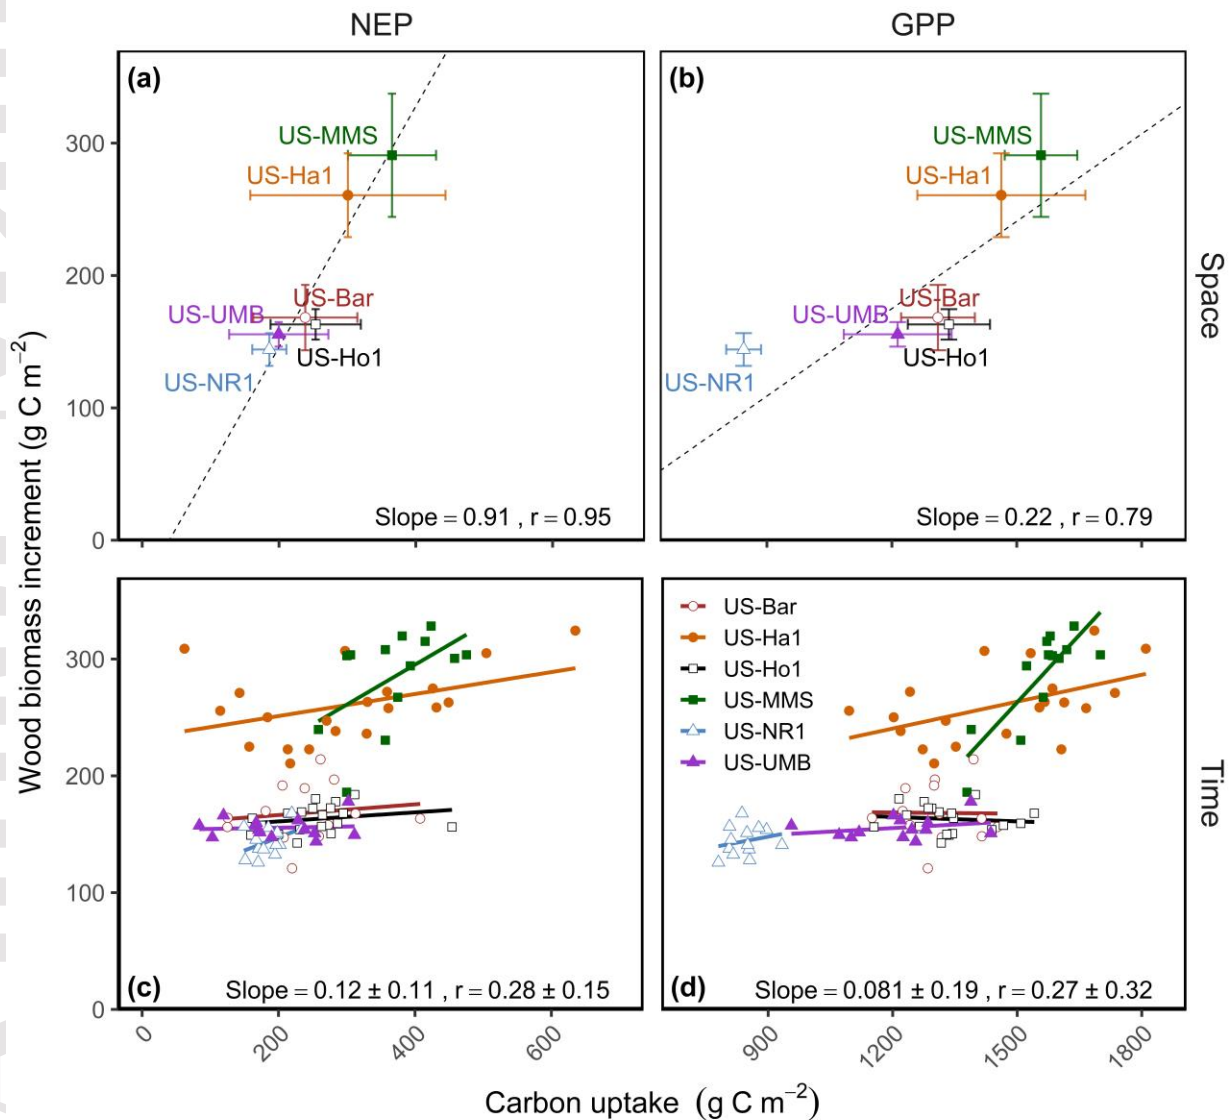 NEP
GPP
(a)
US-MMS
US-Ha1
US-Bar
US-UMB
US-Ho1
US-NR1
Slope = 0.91 , r = 0.95
300
200
100
0
(b)
US-MMS
US-Ha1
US-Bar
US-UMB
US-Ho1
US-NR1
Slope = 0.22 , r = 0.79
Space
Wood biomass increment (g C m⁻²)
300
200
100
0
(c)
Slope = 0.12 ± 0.11 , r = 0.28 ± 0.15
US-Bar
US-Ha1
US-Ho1
US-MMS
US-NR1
US-UMB
(d)
Slope = 0.081 ± 0.19 , r = 0.27 ± 0.32
Time
0 200 400 600
900 1200 1500 1800
Carbon uptake (g C m⁻²)